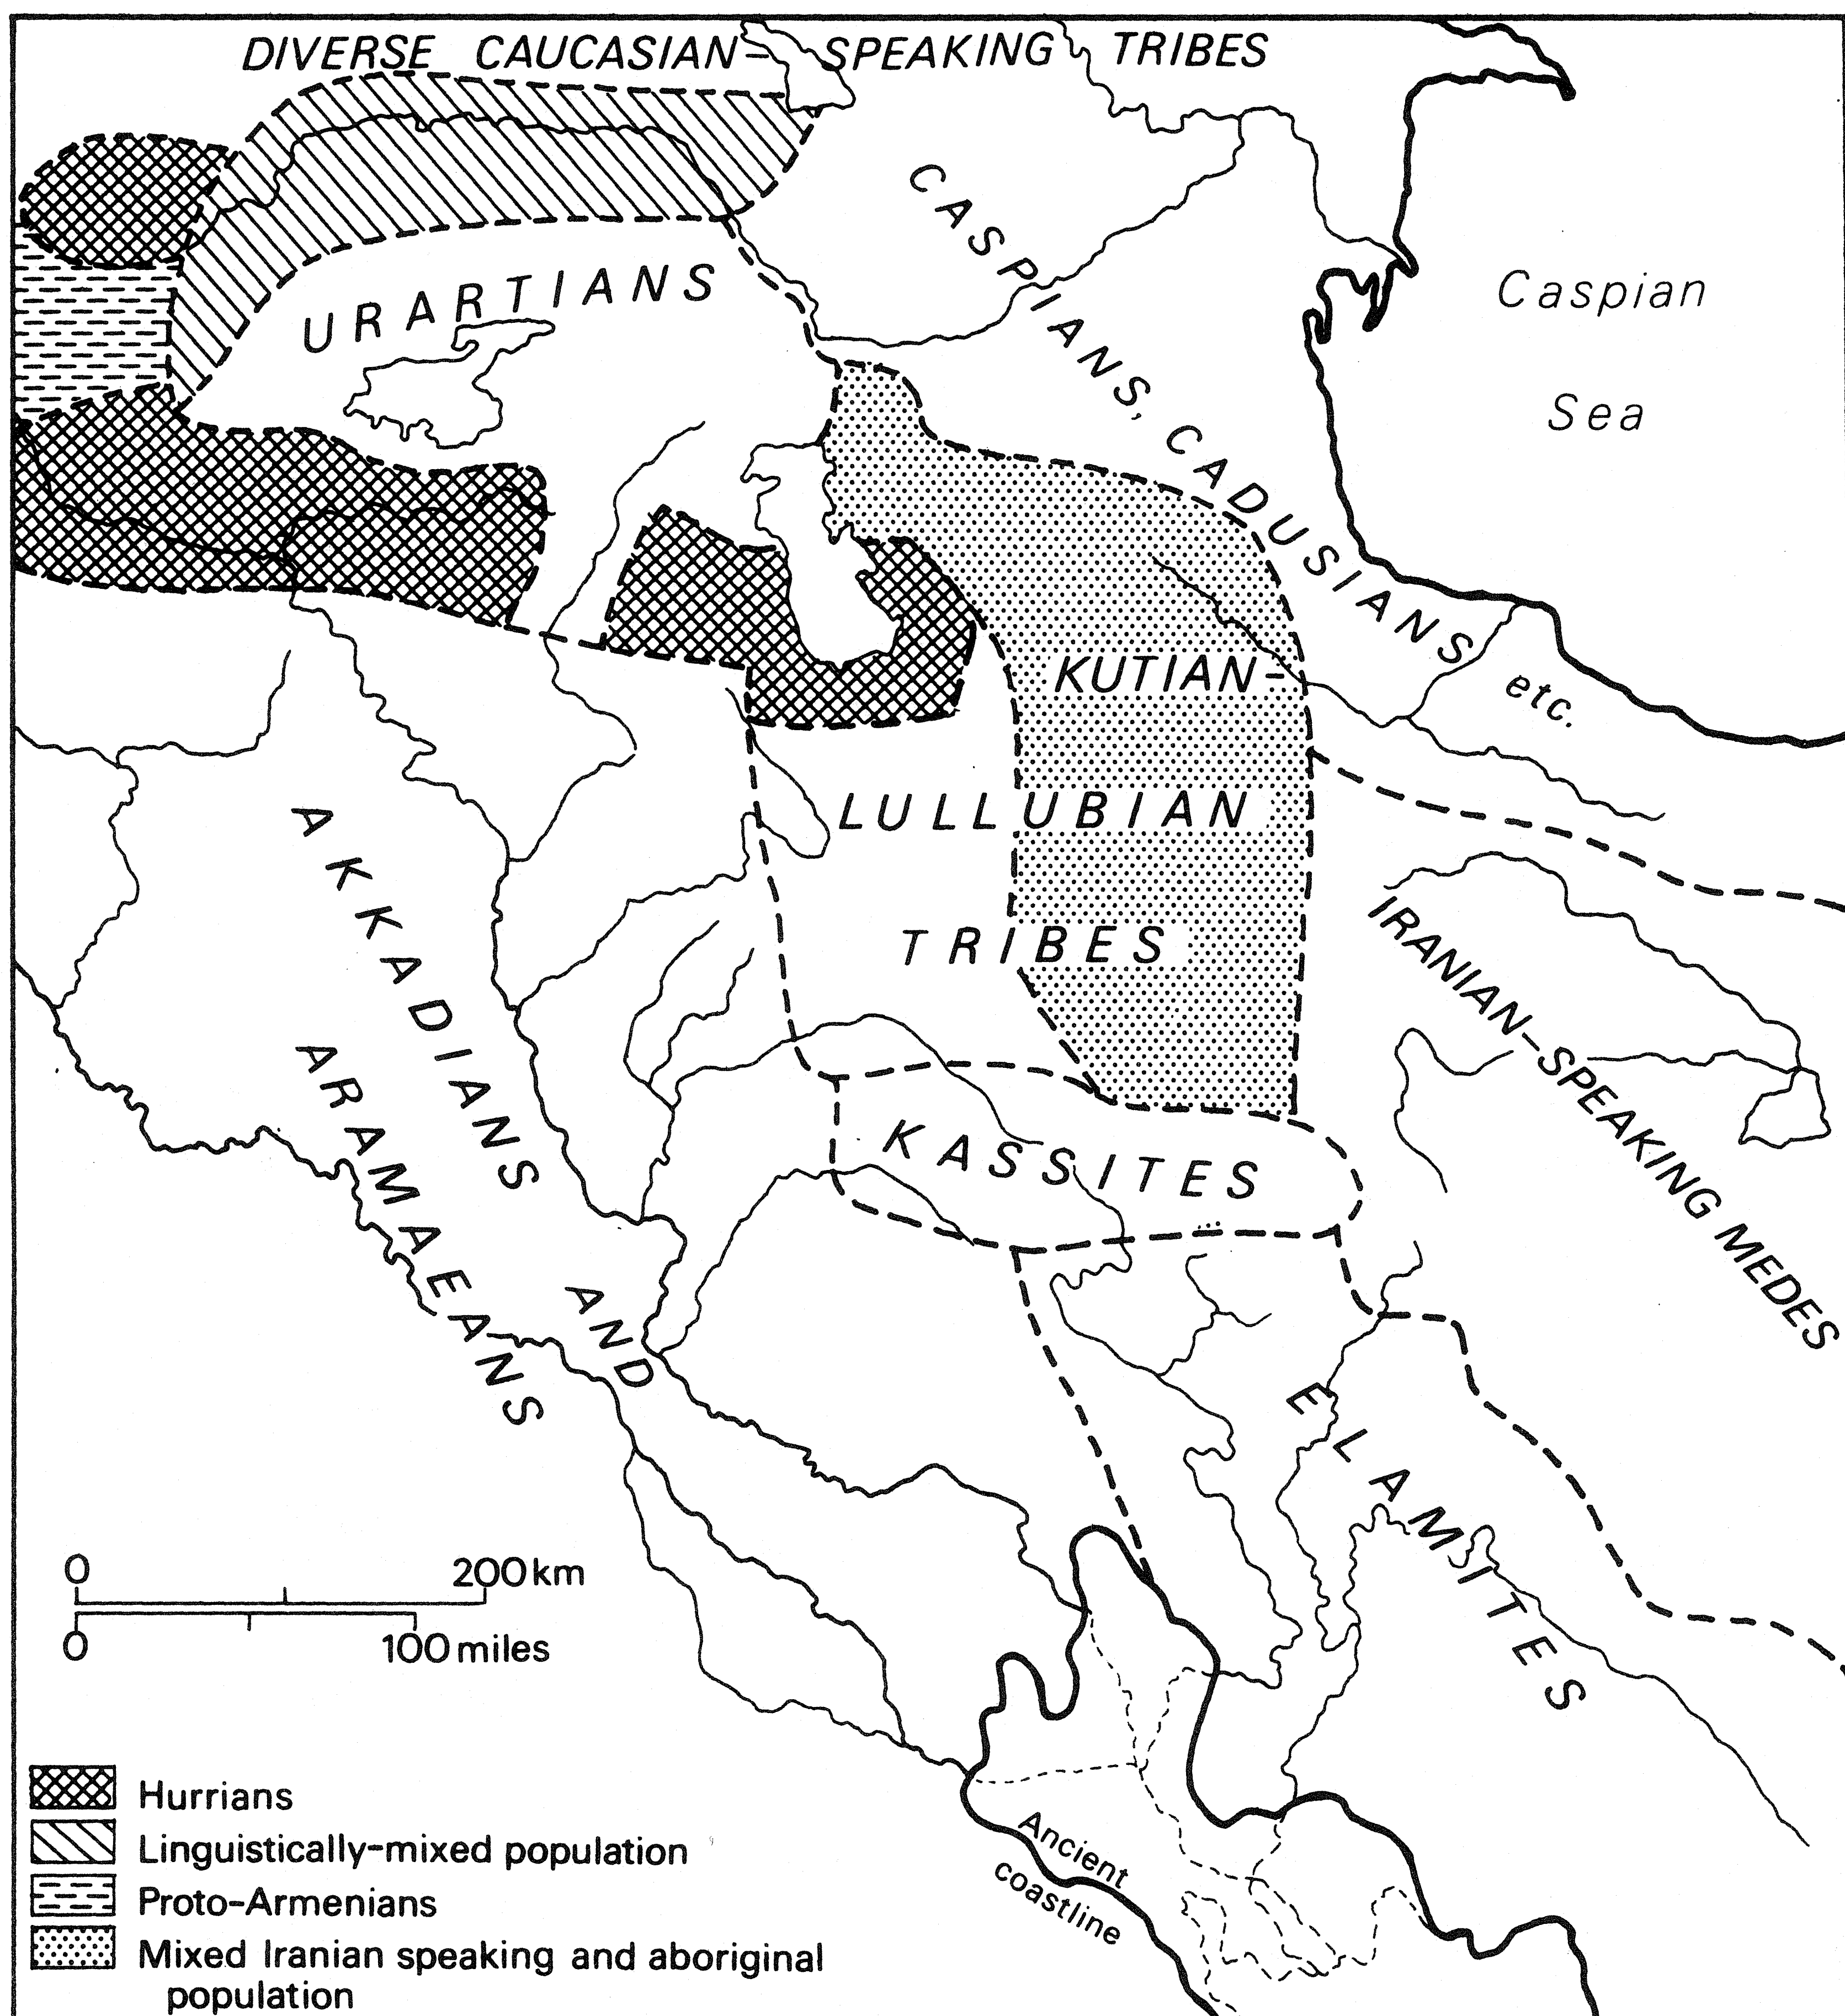 DIVERSE CAUCASIAN-SPEAKING TRIBES
URARTIANS
CASPIANS, CADUSIANS etc.
Caspian
Sea
KUTIAN-
LULLUBIAN
TRIBES
AKKADIANS
AND
ARAMAEANS
IRANIAN-SPEAKING MEDES
KASSITES
ELAMITES
0 200 km
0 100 miles
Ancient
coastline
Hurrians
Linguistically-mixed population
Proto-Armenians
Mixed Iranian speaking and aboriginal
population